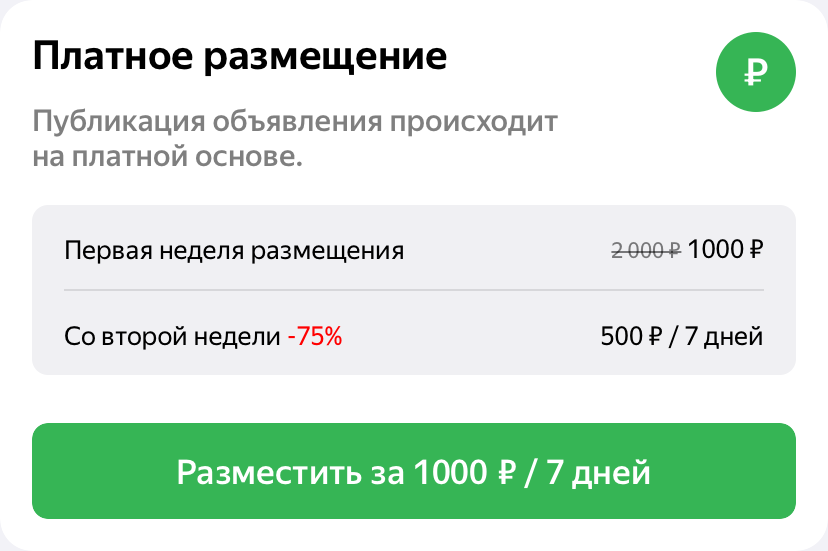 Платное размещение
₽
Публикация объявления происходит
на платной основе.
Первая неделя размещения 2 000 ₽ 1000 ₽
Со второй недели -75% 500 ₽ / 7 дней
Разместить за 1000 ₽ / 7 дней